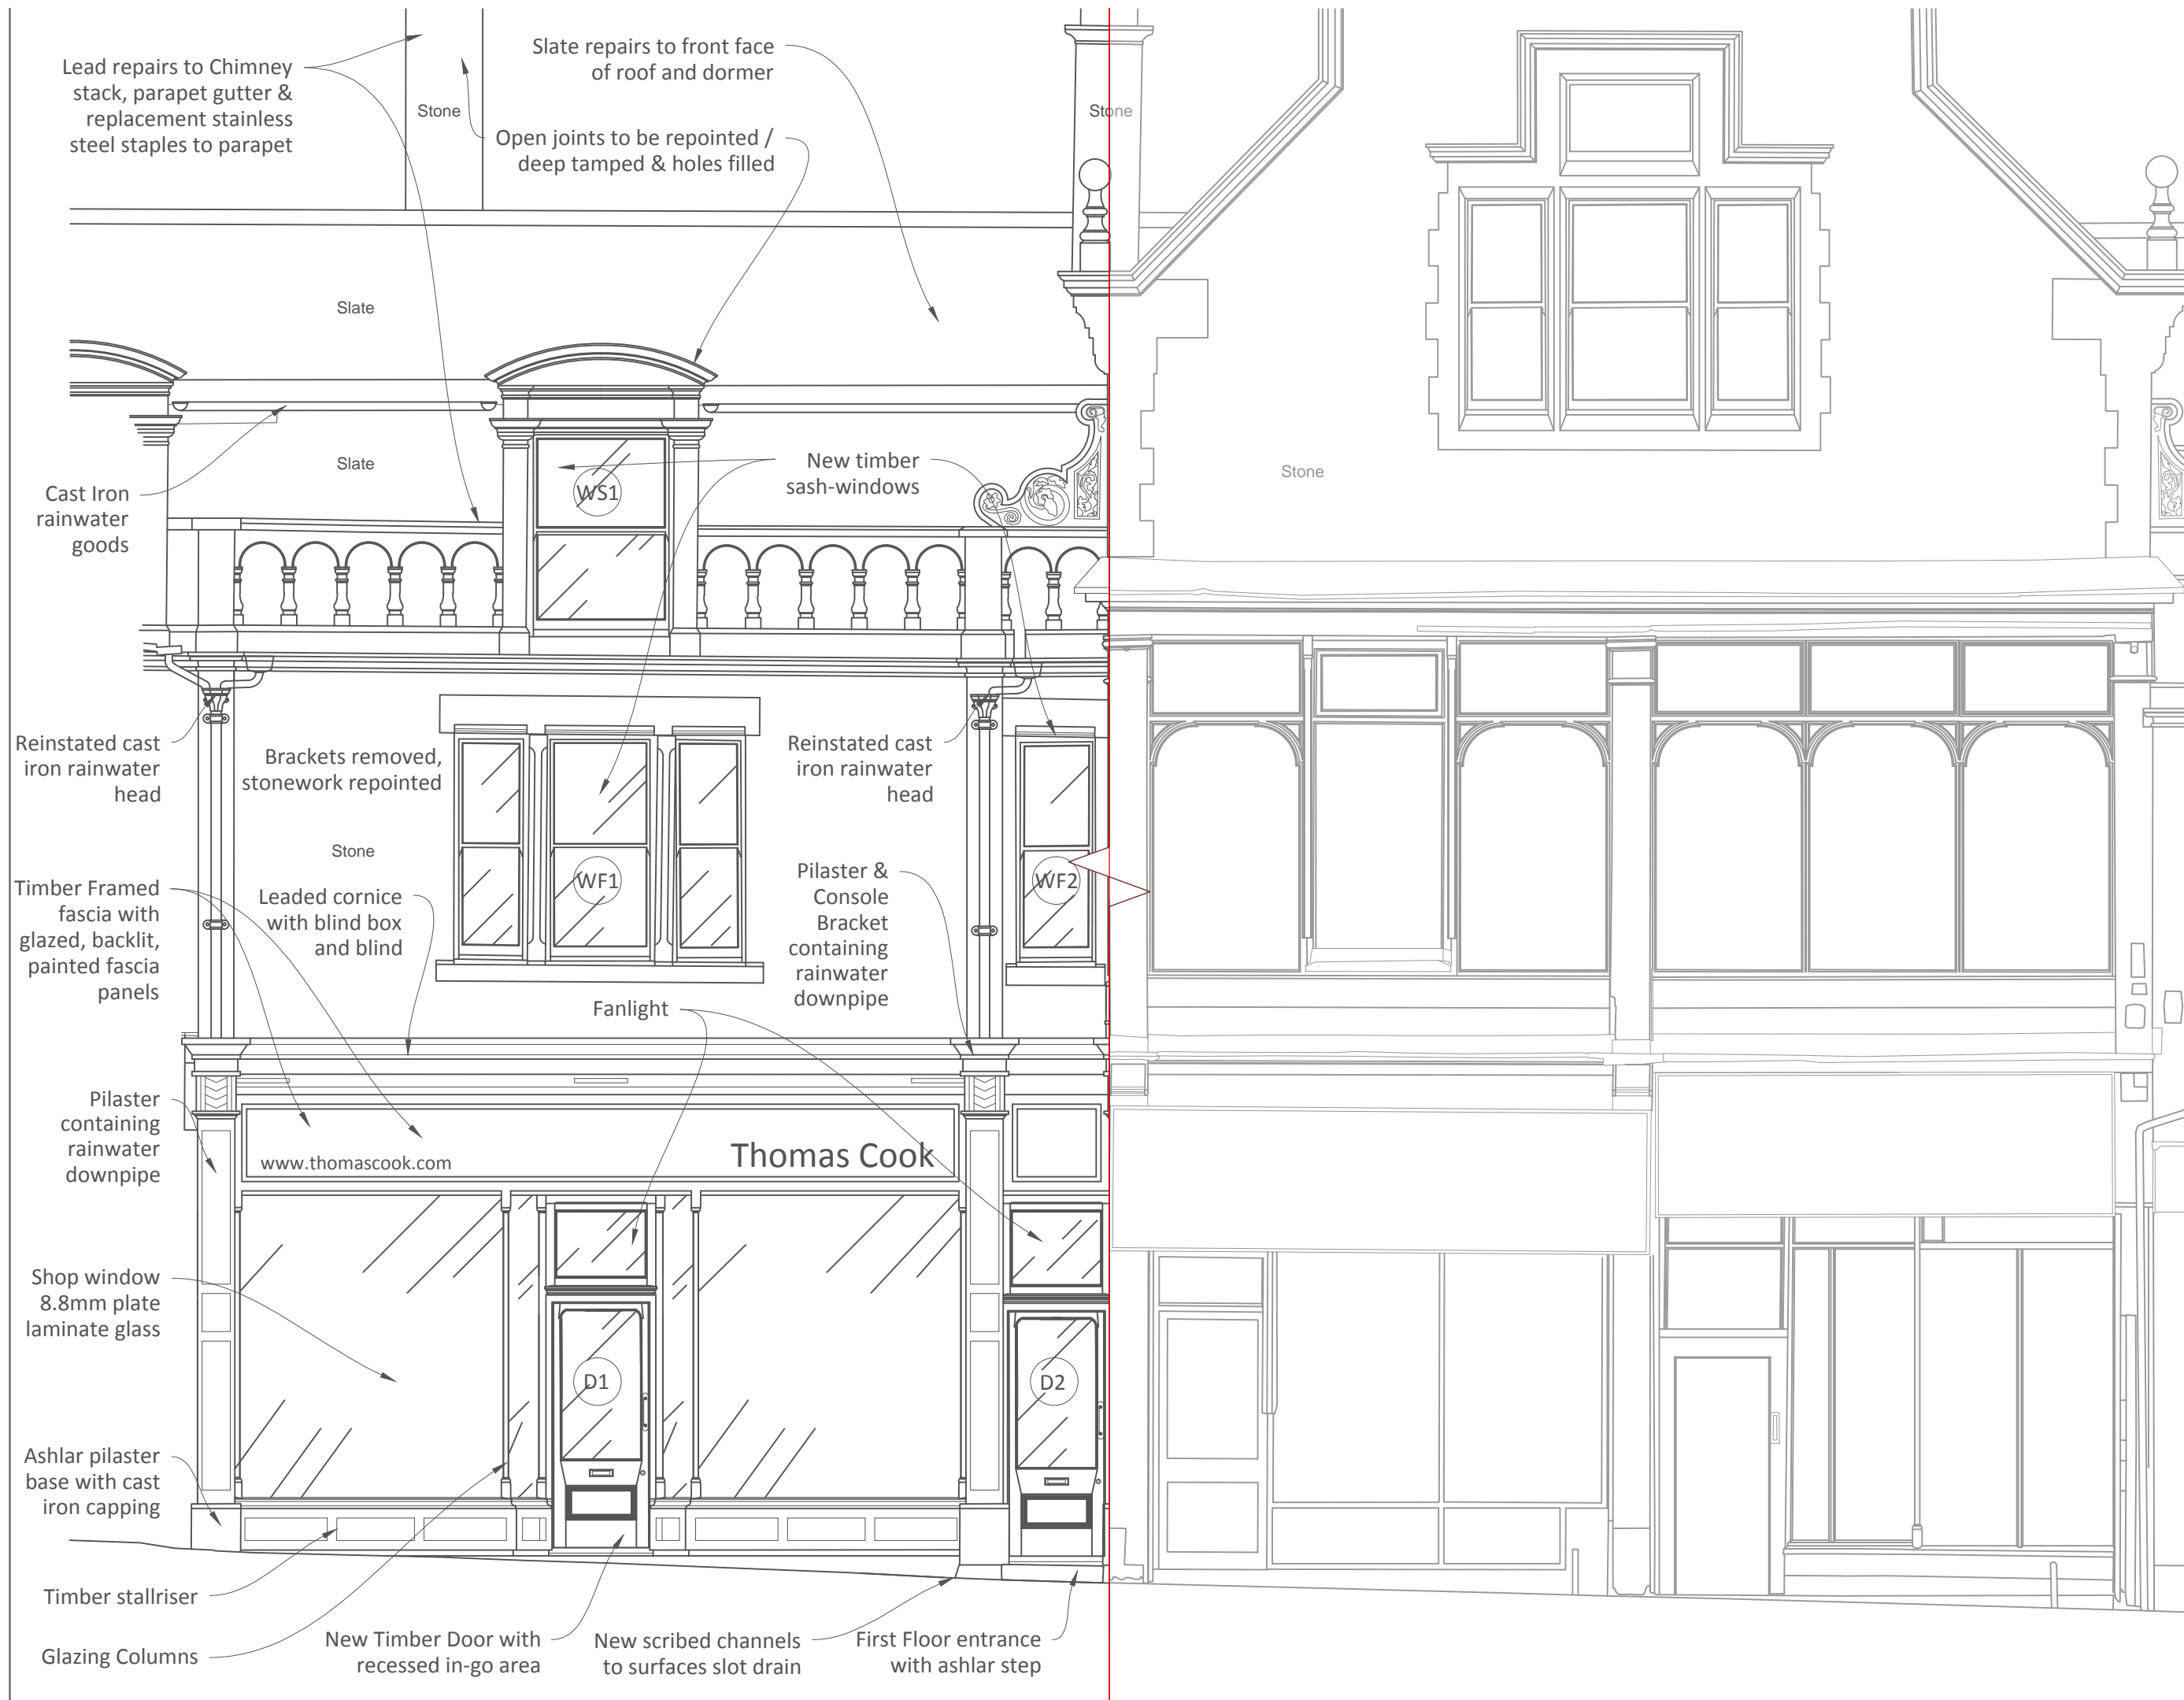 Lead repairs to Chimney
stack, parapet gutter &
replacement stainless
steel staples to parapet
Slate repairs to front face
of roof and dormer
Stone
Stone
Open joints to be repointed /
deep tamped & holes filled
Slate
Slate
WS1
New timber
sash-windows
Stone
Cast Iron
rainwater
goods
Reinstated cast
iron rainwater
head
Brackets removed,
stonework repointed
Reinstated cast
iron rainwater
head
Stone
Timber Framed
fascia with
glazed, backlit,
painted fascia
panels
Leaded cornice
with blind box
and blind
WF1
Pilaster &
Console
Bracket
containing
rainwater
downpipe
WF2
Fanlight
Pilaster
containing
rainwater
downpipe
www.thomascook.com
Thomas Cook
Shop window
8.8mm plate
laminate glass
D1
D2
Ashlar pilaster
base with cast
iron capping
Timber stallriser
Glazing Columns
New Timber Door with
recessed in-go area
New scribed channels
to surfaces slot drain
First Floor entrance
with ashlar step